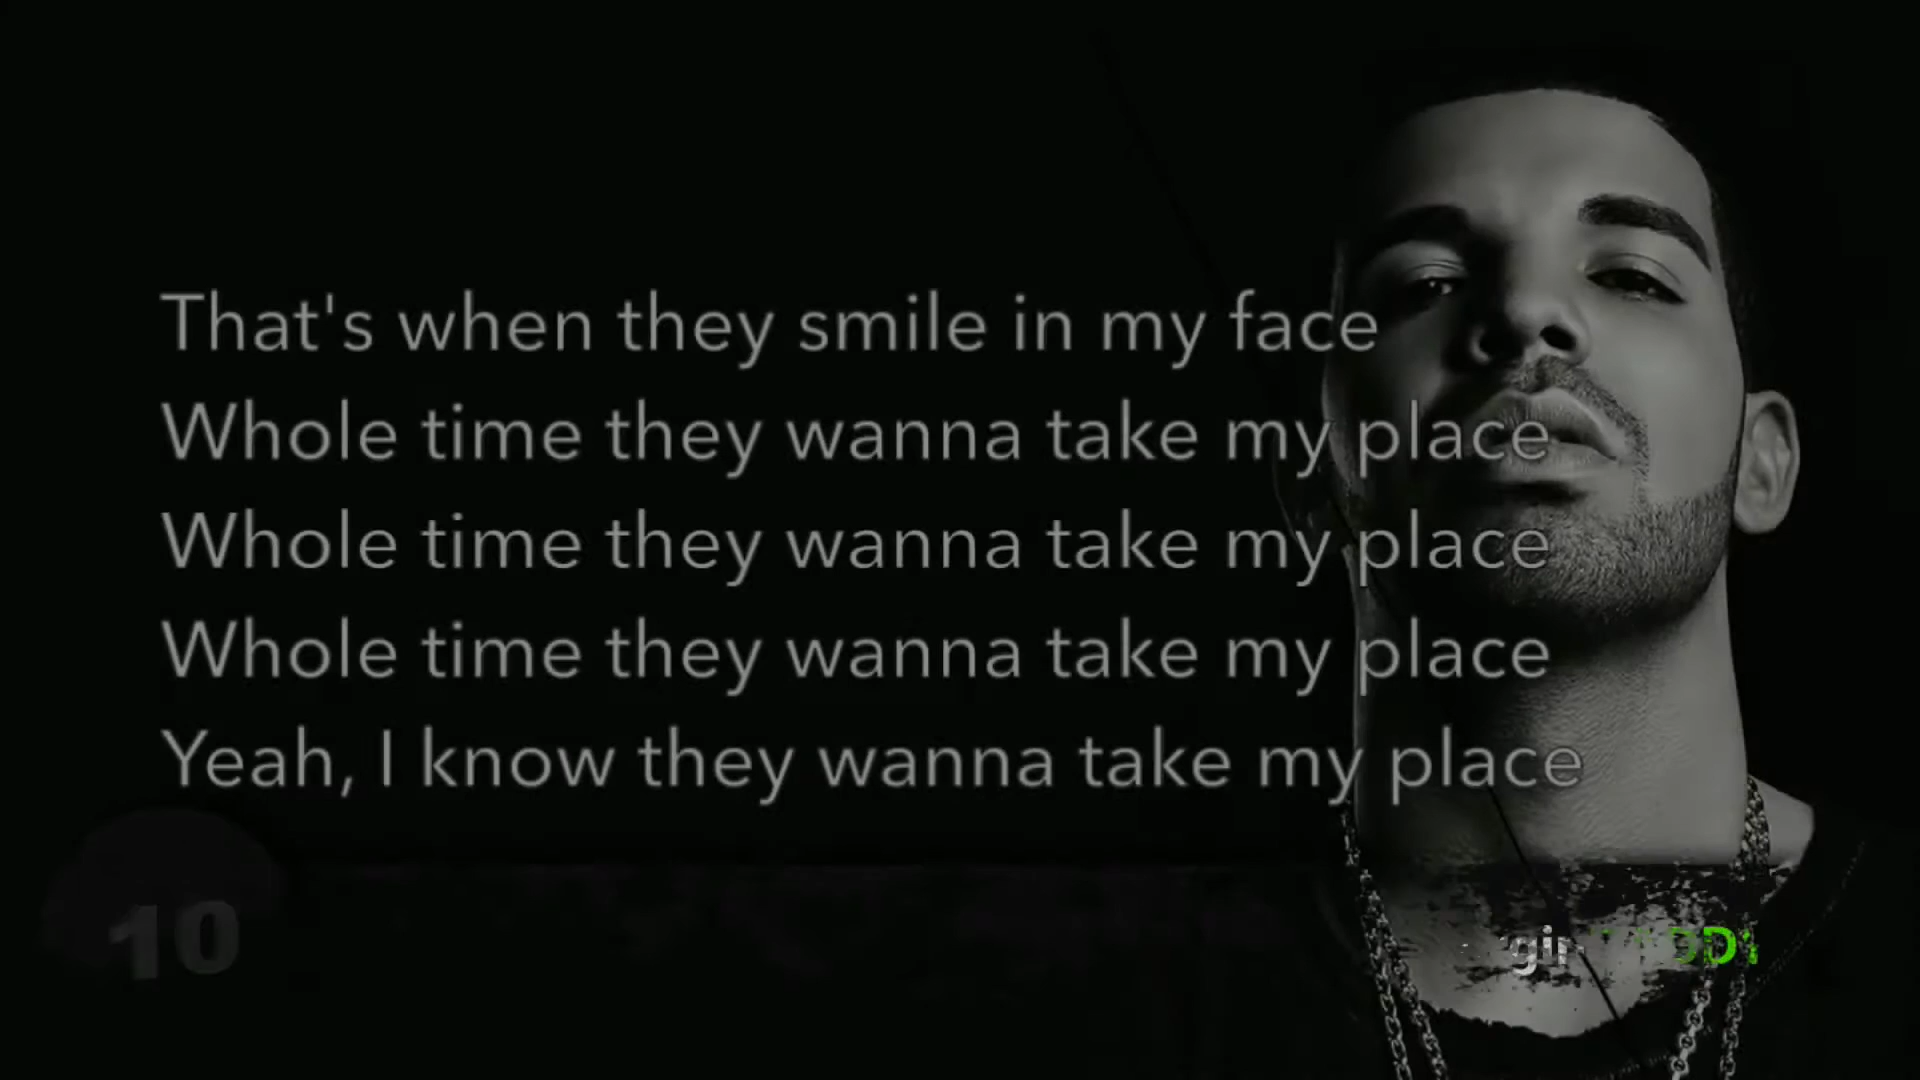 That's when they smile in my face
Whole time they wanna take my place
Whole time they wanna take my place
Whole time they wanna take my place
Yeah, I know they wanna take my place
10